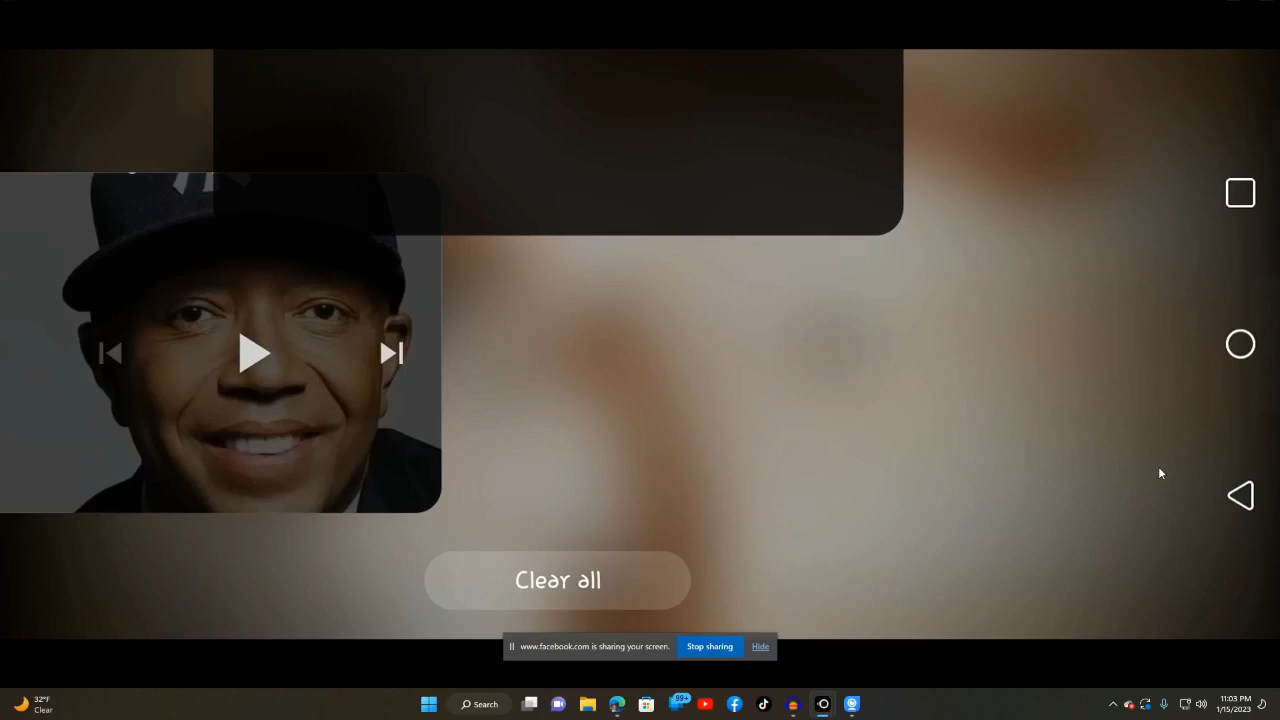 Clear all
www.facebook.com is sharing your screen. Stop sharing Hide
32°F
Clear
Search
99+
11:03 PM
1/15/2023